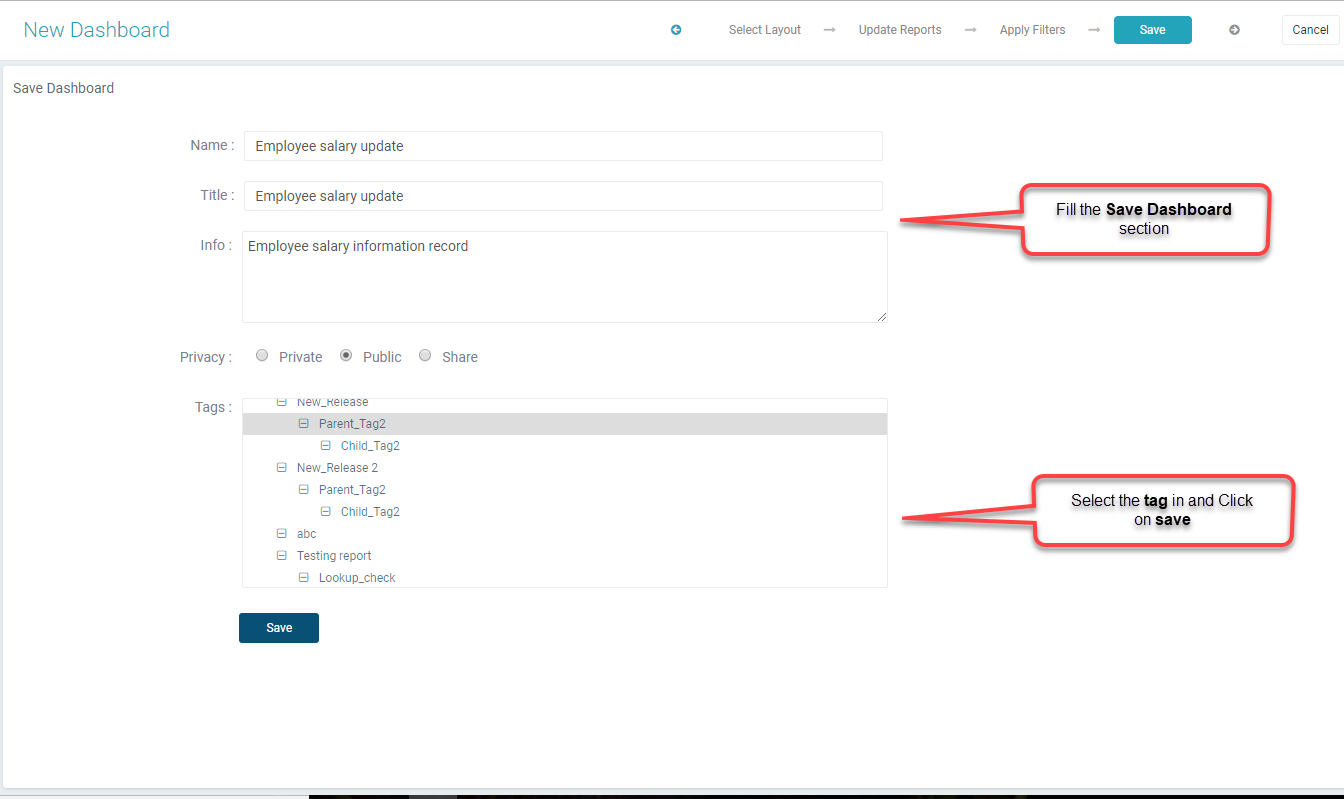 New Dashboard
Select Layout
Update Reports
Apply Filters
Save
Cancel
Save Dashboard
Name :
Employee salary update
Title :
Employee salary update
Info :
Employee salary information record
Privacy :
Private
Public
Share
Tags :
New_Release
Parent_Tag2
Child_Tag2
New_Release 2
Parent_Tag2
Child_Tag2
abc
Testing report
Lookup_check
Save
Fill the Save Dashboard
section
Select the tag in and Click
on save